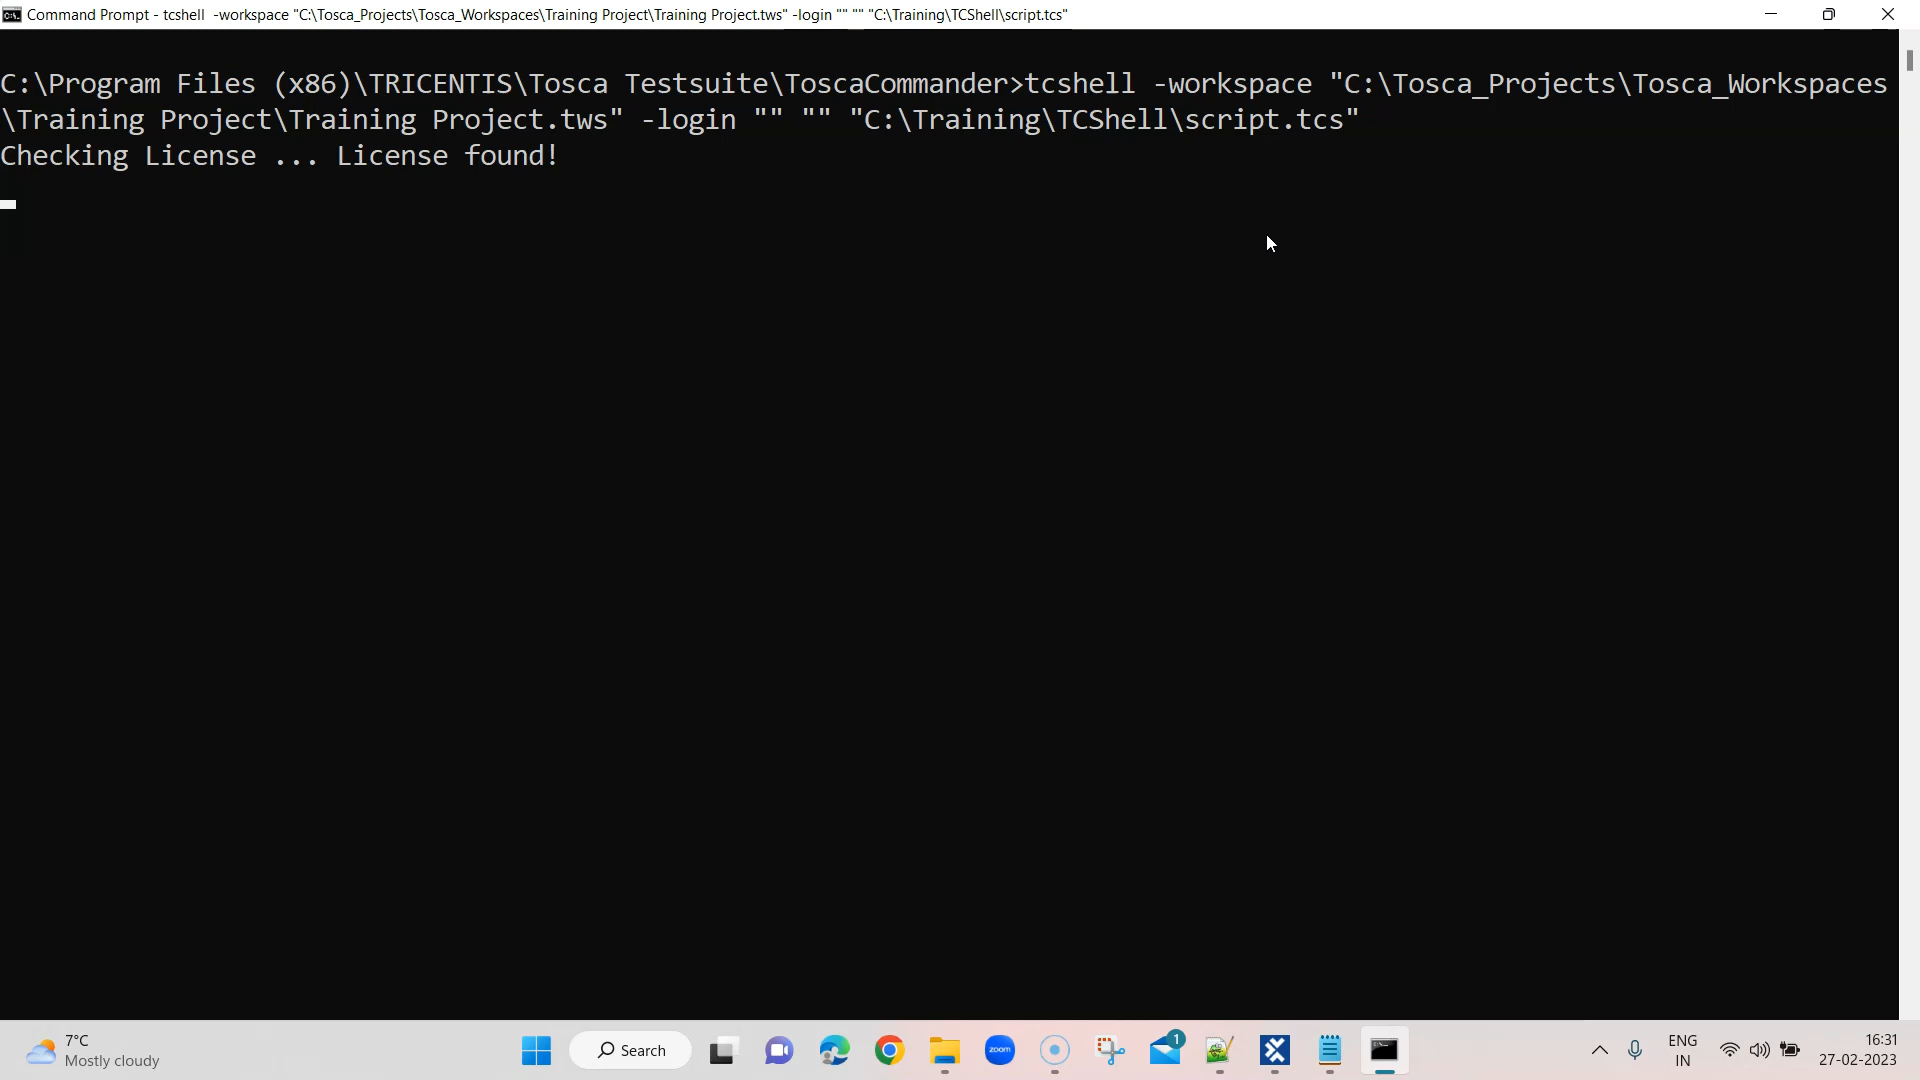 Command Prompt - tcshell -workspace "C:\Tosca_Projects\Tosca_Workspaces\Training Project\Training Project.tws" -login "" "" "C:\Training\TCShell\script.tcs"
C:\Program Files (x86)\TRICENTIS\Tosca Testsuite\ToscaCommander>tcshell -workspace "C:\Tosca_Projects\Tosca_Workspaces
\Training Project\Training Project.tws" -login "" "" "C:\Training\TCShell\script.tcs"
Checking License ... License found!
7°C
Mostly cloudy
Search
zoom
1
ENG
IN
16:31
27-02-2023